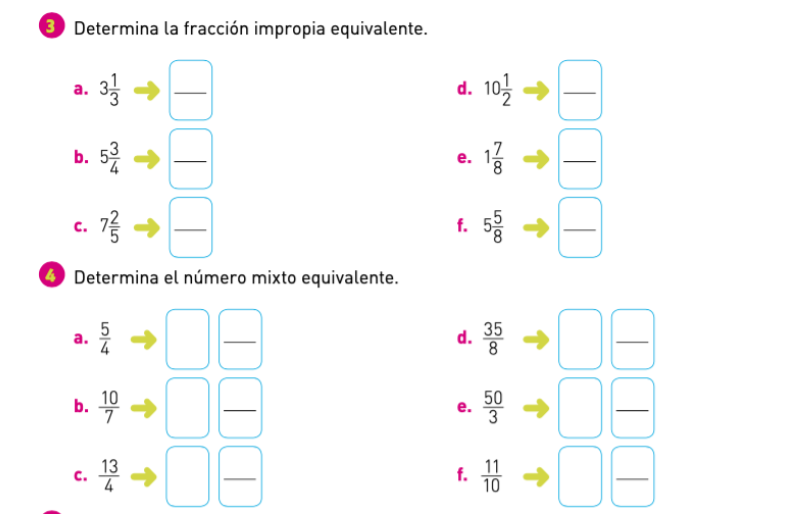 3 Determina la fracción impropia equivalente.
a. 3 1/3
d. 10 1/2
b. 5 3/4
e. 1 7/8
c. 7 2/5
f. 5 5/8
4 Determina el número mixto equivalente.
a. 5/4
d. 35/8
b. 10/7
e. 50/3
c. 13/4
f. 11/10